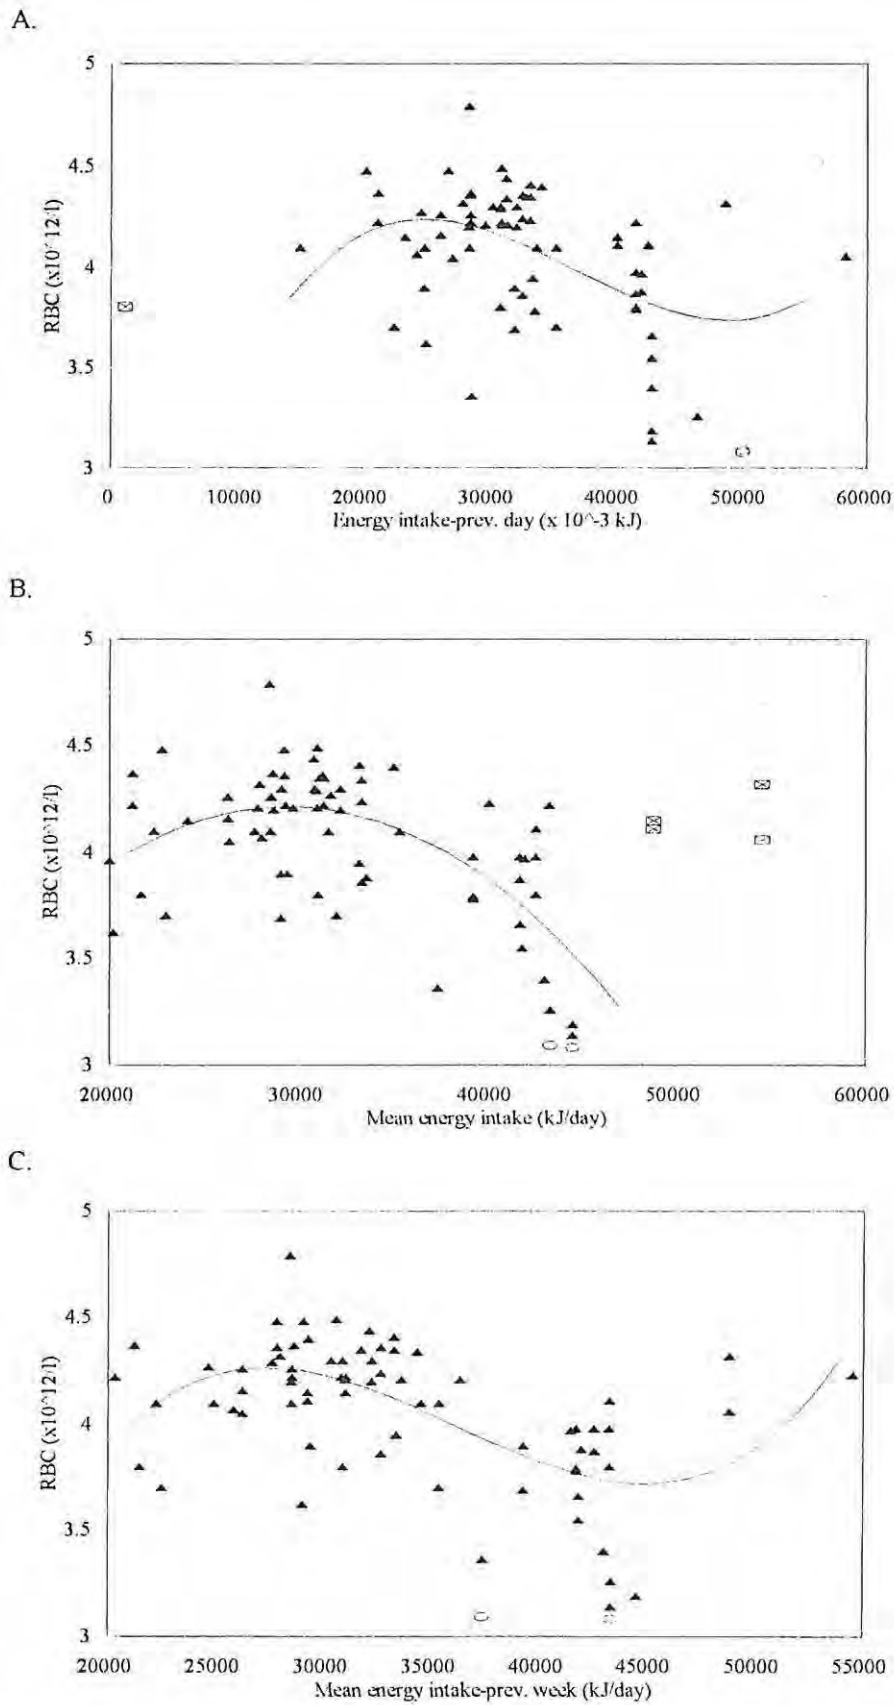 A.
5
4.5
4
3.5
3
RBC (x10^12/l)
0 10000 20000 30000 40000 50000 60000
Energy intake-prev. day (x 10^-3 kJ)
B.
5
4.5
4
3.5
3
RBC (x10^12/l)
20000 30000 40000 50000 60000
Mean energy intake (kJ/day)
C.
5
4.5
4
3.5
3
RBC (x10^12/l)
20000 25000 30000 35000 40000 45000 50000 55000
Mean energy intake-prev. week (kJ/day)